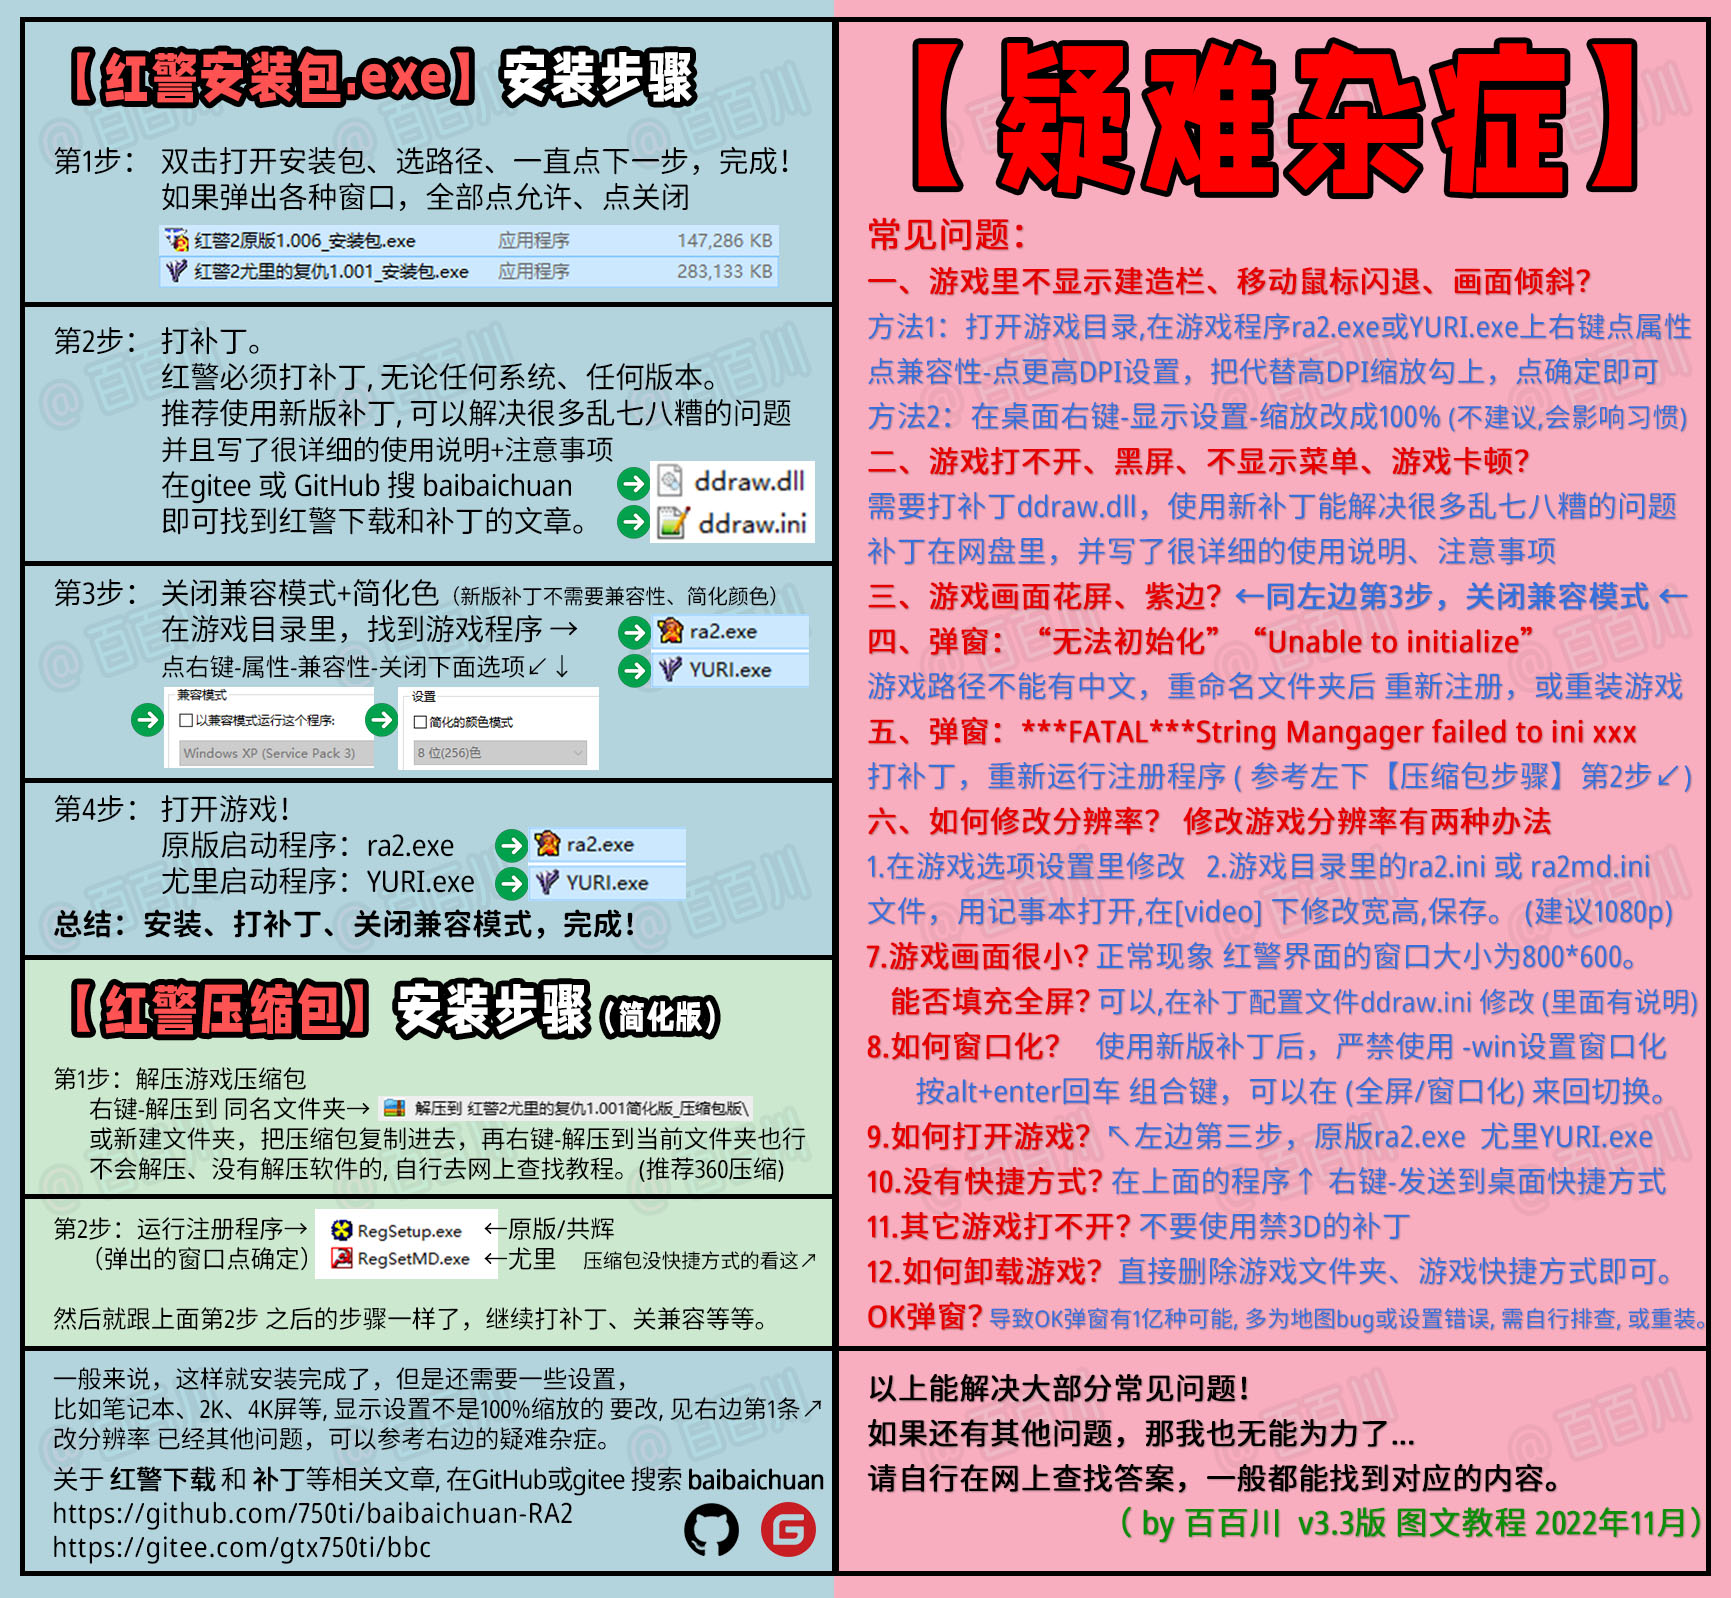 【红警安装包.exe】安装步骤
第1步： 双击打开安装包、选路径、一直点下一步，完成！
如果弹出各种窗口，全部点允许、点关闭
红警2原版1.006_安装包.exe 应用程序 147,286 KB
红警2尤里的复仇1.001_安装包.exe 应用程序 283,133 KB
第2步： 打补丁。
红警必须打补丁, 无论任何系统、任何版本。
推荐使用新版补丁, 可以解决很多乱七八糟的问题
并且写了很详细的使用说明+注意事项
在gitee 或 GitHub 搜 baibaichuan
即可找到红警下载和补丁的文章。
ddraw.dll
ddraw.ini
第3步： 关闭兼容模式+简化色（新版补丁不需要兼容性、简化颜色）
在游戏目录里，找到游戏程序 →
点右键-属性-兼容性-关闭下面选项↙ ↓
ra2.exe
YURI.exe
兼容模式
以兼容模式运行这个程序:
Windows XP (Service Pack 3)
设置
简化的颜色模式
8 位(256)色
第4步： 打开游戏！
原版启动程序：ra2.exe
ra2.exe
尤里启动程序：YURI.exe
YURI.exe
总结：安装、打补丁、关闭兼容模式，完成！
【红警压缩包】安装步骤(简化版)
第1步：解压游戏压缩包
右键-解压到 同名文件夹→ 解压到 红警2尤里的复仇1.001简化版_压缩包版\
或新建文件夹，把压缩包复制进去，再右键-解压到当前文件夹也行
不会解压、没有解压软件的, 自行去网上查找教程。(推荐360压缩)
第2步：运行注册程序→ RegSetup.exe ←原版/共辉
（弹出的窗口点确定） RegSetMD.exe ←尤里 压缩包没快捷方式的看这↗
然后就跟上面第2步 之后的步骤一样了，继续打补丁、关兼容等等。
一般来说，这样就安装完成了，但是还需要一些设置，
比如笔记本、2K、4K屏等, 显示设置不是100%缩放的 要改, 见右边第1条↗
改分辨率 已经其他问题，可以参考右边的疑难杂症。
关于 红警下载 和 补丁等相关文章, 在GitHub或gitee 搜索 baibaichuan
https://github.com/750ti/baibaichuan-RA2
https://gitee.com/gtx750ti/bbc
【疑难杂症】
常见问题：
一、游戏里不显示建造栏、移动鼠标闪退、画面倾斜？
方法1：打开游戏目录,在游戏程序ra2.exe或YURI.exe上右键点属性
点兼容性-点更高DPI设置，把代替高DPI缩放勾上，点确定即可
方法2：在桌面右键-显示设置-缩放改成100% (不建议,会影响习惯)
二、游戏打不开、黑屏、不显示菜单、游戏卡顿？
需要打补丁ddraw.dll，使用新补丁能解决很多乱七八糟的问题
补丁在网盘里，并写了很详细的使用说明、注意事项
三、游戏画面花屏、紫边？←同左边第3步，关闭兼容模式 ←
四、弹窗：“无法初始化” “Unable to initialize”
游戏路径不能有中文，重命名文件夹后 重新注册，或重装游戏
五、弹窗：***FATAL***String Mangager failed to ini xxx
打补丁，重新运行注册程序 ( 参考左下【压缩包步骤】第2步↙)
六、如何修改分辨率？ 修改游戏分辨率有两种办法
1.在游戏选项设置里修改 2.游戏目录里的ra2.ini 或 ra2md.ini
文件，用记事本打开,在[video] 下修改宽高,保存。 (建议1080p)
7.游戏画面很小？正常现象 红警界面的窗口大小为800*600。
能否填充全屏？可以,在补丁配置文件ddraw.ini 修改 (里面有说明)
8.如何窗口化？ 使用新版补丁后，严禁使用 -win设置窗口化
按alt+enter回车 组合键，可以在 (全屏/窗口化) 来回切换。
9.如何打开游戏？↖左边第三步，原版ra2.exe 尤里YURI.exe
10.没有快捷方式？在上面的程序↑ 右键-发送到桌面快捷方式
11.其它游戏打不开？不要使用禁3D的补丁
12.如何卸载游戏？ 直接删除游戏文件夹、游戏快捷方式即可。
OK弹窗？导致OK弹窗有1亿种可能, 多为地图bug或设置错误, 需自行排查, 或重装。
以上能解决大部分常见问题！
如果还有其他问题，那我也无能为力了...
请自行在网上查找答案，一般都能找到对应的内容。
（ by 百百川 v3.3版 图文教程 2022年11月）